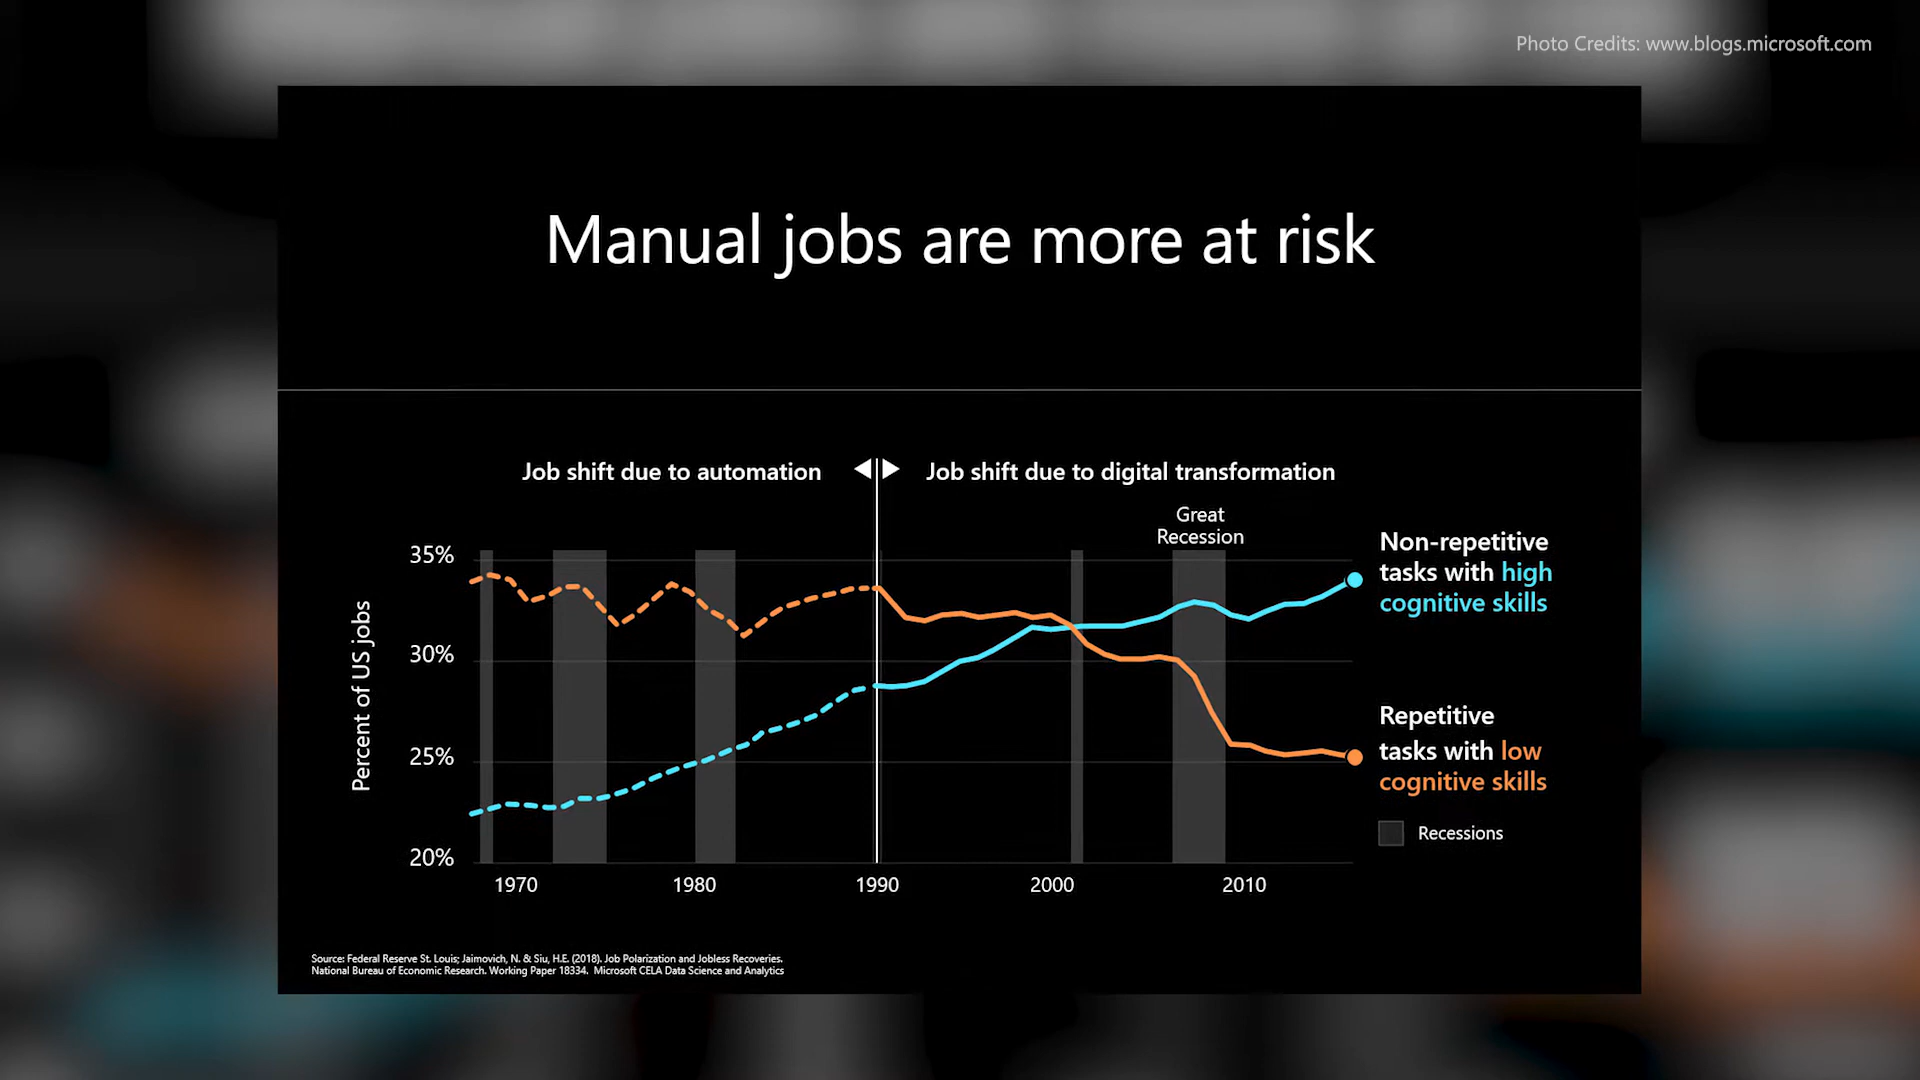 Photo Credits: www.blogs.microsoft.com
Manual jobs are more at risk
Job shift due to automation
Job shift due to digital transformation
Great
Recession
35%
30%
25%
20%
Percent of US jobs
1970
1980
1990
2000
2010
Non-repetitive
tasks with high
cognitive skills
Repetitive
tasks with low
cognitive skills
Recessions
Source: Federal Reserve St. Louis; Jaimovich, N. & Siu, H.E. (2018). Job Polarization and Jobless Recoveries.
National Bureau of Economic Research. Working Paper 18334. Microsoft CELA Data Science and Analytics